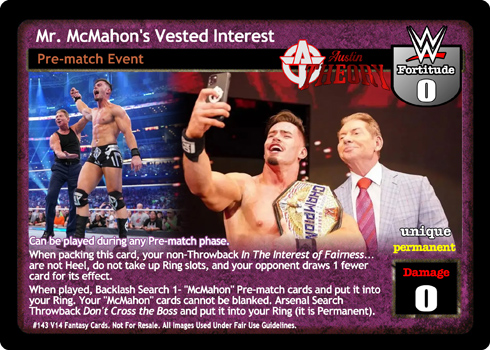 Mr. McMahon's Vested Interest
Pre-match Event
Austin
THEORY
W
Fortitude
0
CHAMPION
Can be played during any Pre-match phase.
When packing this card, your non-Throwback In The Interest of Fairness...
are not Heel, do not take up Ring slots, and your opponent draws 1 fewer
card for its effect.
When played, Backlash Search 1- "McMahon" Pre-match cards and put it into
your Ring. Your "McMahon" cards cannot be blanked. Arsenal Search
Throwback Don't Cross the Boss and put it into your Ring (it is Permanent).
#143 V14 Fantasy Cards. Not For Resale. All Images Used Under Fair Use Guidelines.
unique
permanent
Damage
0